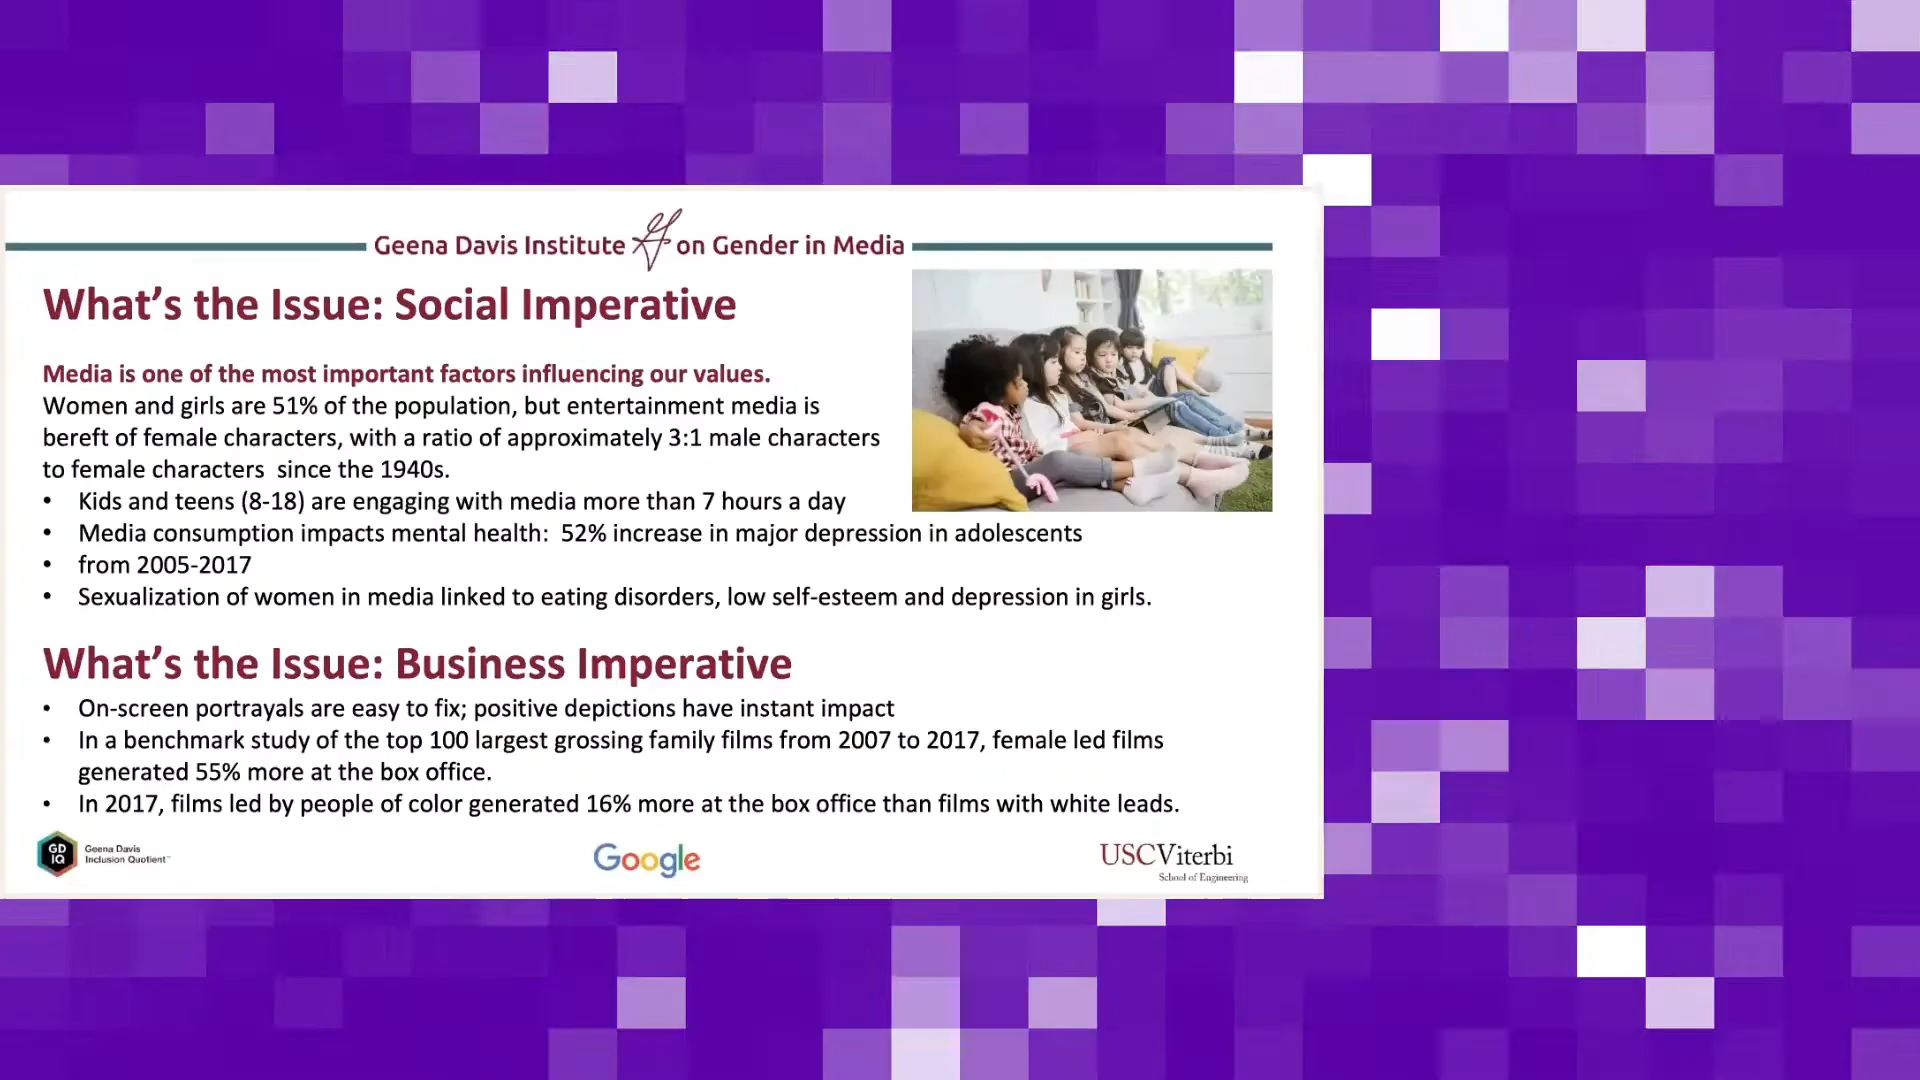 Geena Davis Institute on Gender in Media
What's the Issue: Social Imperative
Media is one of the most important factors influencing our values.
Women and girls are 51% of the population, but entertainment media is
bereft of female characters, with a ratio of approximately 3:1 male characters
to female characters  since the 1940s.
• Kids and teens (8-18) are engaging with media more than 7 hours a day
• Media consumption impacts mental health:  52% increase in major depression in adolescents
• from 2005-2017
• Sexualization of women in media linked to eating disorders, low self-esteem and depression in girls.
What's the Issue: Business Imperative
• On-screen portrayals are easy to fix; positive depictions have instant impact
• In a benchmark study of the top 100 largest grossing family films from 2007 to 2017, female led films
generated 55% more at the box office.
• In 2017, films led by people of color generated 16% more at the box office than films with white leads.
GD
IQ
Geena Davis
Inclusion Quotient™
Google
USC Viterbi
School of Engineering